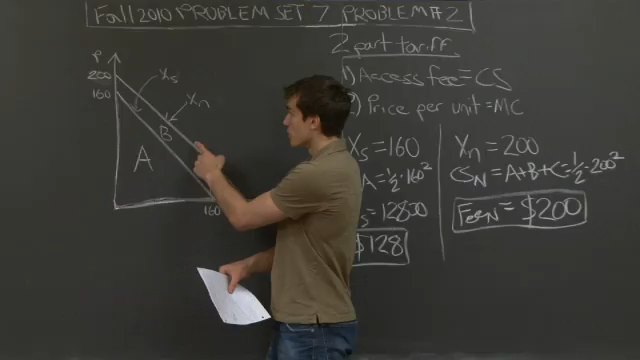 Fall 2010 PROBLEM SET 7 PROBLEM #2
P
200
160
Xs
Xn
B
A
160
2 part tariff
1) Access fee = CS
2) Price per unit = MC
Xs = 160
A = ½·160²
s = 12800
$128
Xn = 200
CSN = A+B+C = ½·200²
FeeN = $200